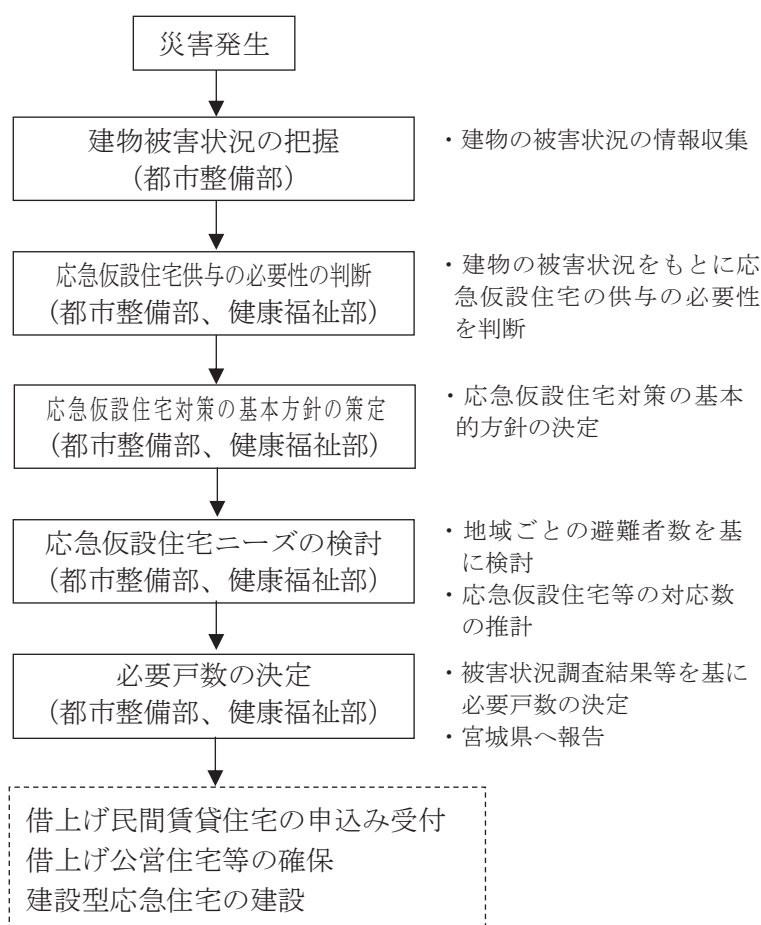 災害発生
建物被害状況の把握
（都市整備部）
・建物の被害状況の情報収集
応急仮設住宅供与の必要性の判断
（都市整備部、健康福祉部）
・建物の被害状況をもとに応
急仮設住宅の供与の必要性
を判断
応急仮設住宅対策の基本方針の策定
（都市整備部、健康福祉部）
・応急仮設住宅対策の基本
的方針の決定
応急仮設住宅ニーズの検討
（都市整備部、健康福祉部）
・地域ごとの避難者数を基
に検討
・応急仮設住宅等の対応数
の推計
必要戸数の決定
（都市整備部、健康福祉部）
・被害状況調査結果等を基に
必要戸数の決定
・宮城県へ報告
借上げ民間賃貸住宅の申込み受付
借上げ公営住宅等の確保
建設型応急住宅の建設